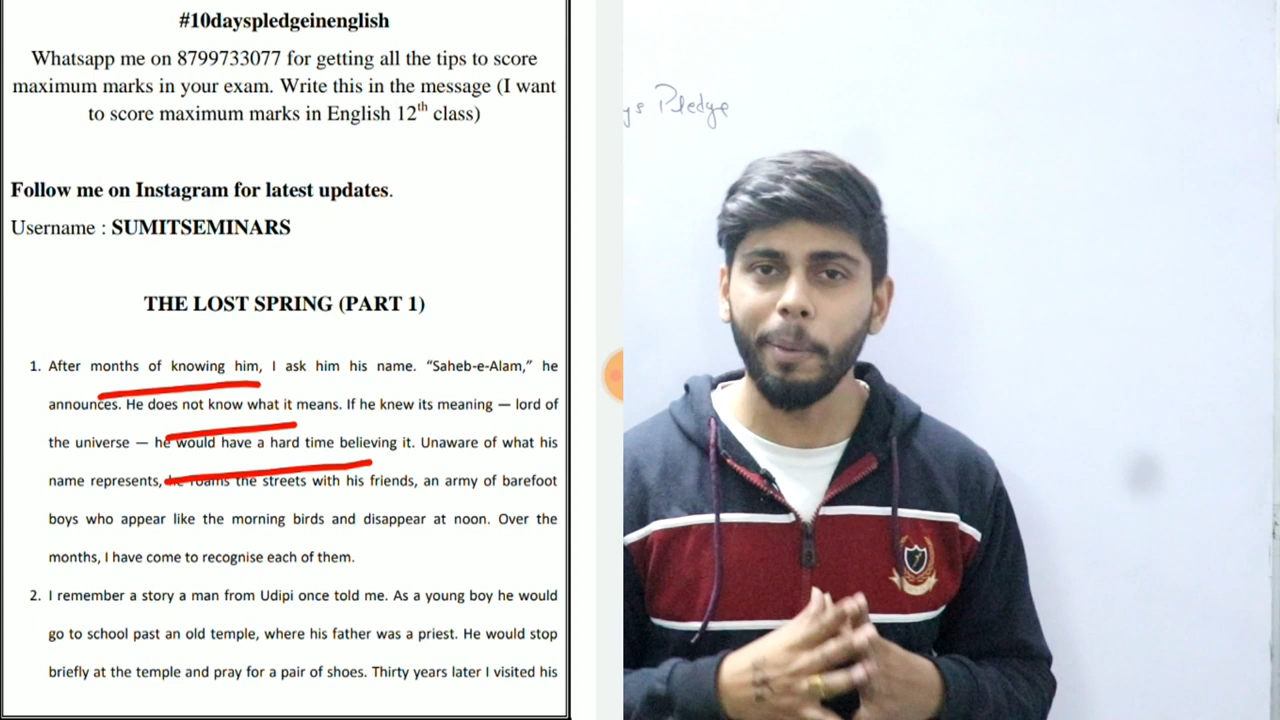 #10dayspledgeinenglish
Whatsapp me on 8799733077 for getting all the tips to score
maximum marks in your exam. Write this in the message (I want
to score maximum marks in English 12th class)
Follow me on Instagram for latest updates.
Username : SUMITSEMINARS
THE LOST SPRING (PART 1)
1. After months of knowing him, I ask him his name. “Saheb-e-Alam,” he
announces. He does not know what it means. If he knew its meaning — lord of
the universe — he would have a hard time believing it. Unaware of what his
name represents, he roams the streets with his friends, an army of barefoot
boys who appear like the morning birds and disappear at noon. Over the
months, I have come to recognise each of them.
2. I remember a story a man from Udipi once told me. As a young boy he would
go to school past an old temple, where his father was a priest. He would stop
briefly at the temple and pray for a pair of shoes. Thirty years later I visited his
ys Pledge